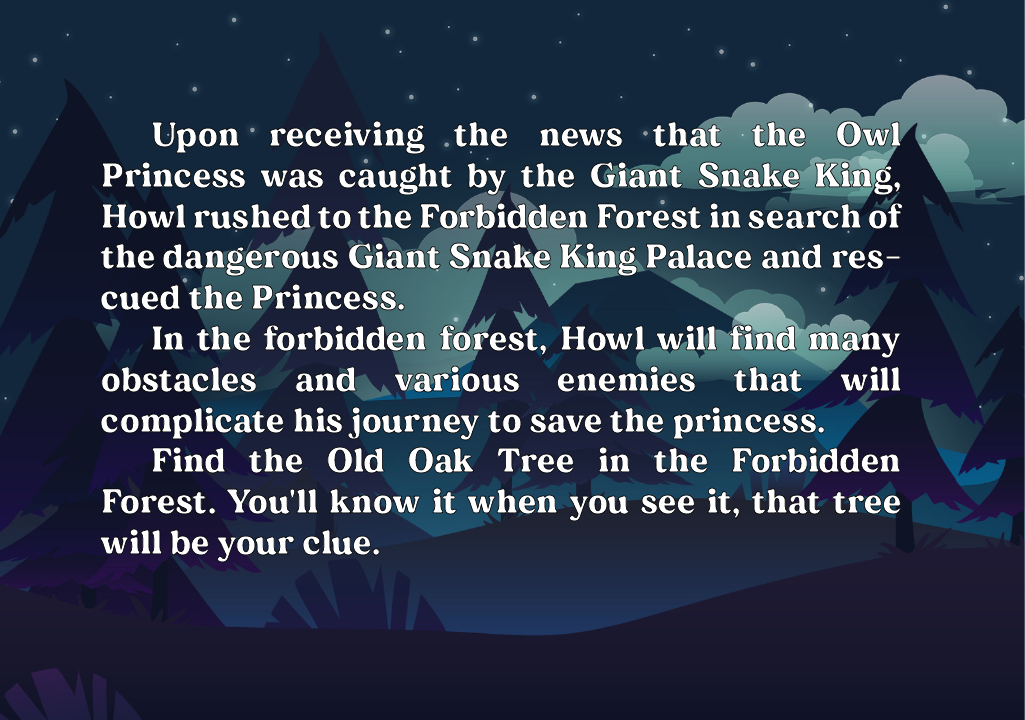 Upon receiving the news that the Owl
Princess was caught by the Giant Snake King,
Howl rushed to the Forbidden Forest in search of
the dangerous Giant Snake King Palace and res-
cued the Princess.
In the forbidden forest, Howl will find many
obstacles and various enemies that will
complicate his journey to save the princess.
Find the Old Oak Tree in the Forbidden
Forest. You'll know it when you see it, that tree
will be your clue.